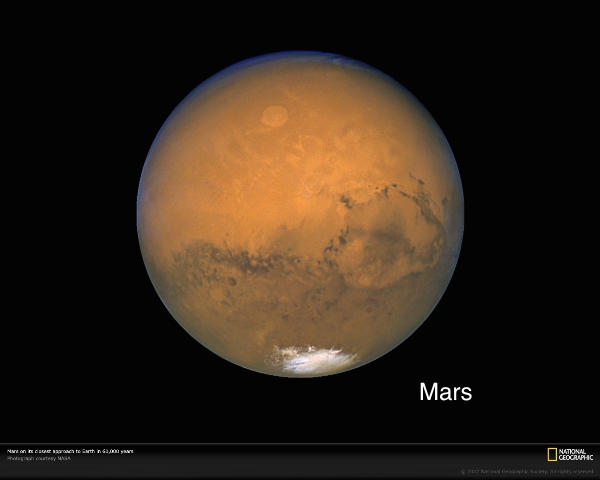 Mars
Mars on its closest approach to Earth in 61,000 years
Photograph courtesy NASA
NATIONAL
GEOGRAPHIC
© 2007 National Geographic Society. All rights reserved.